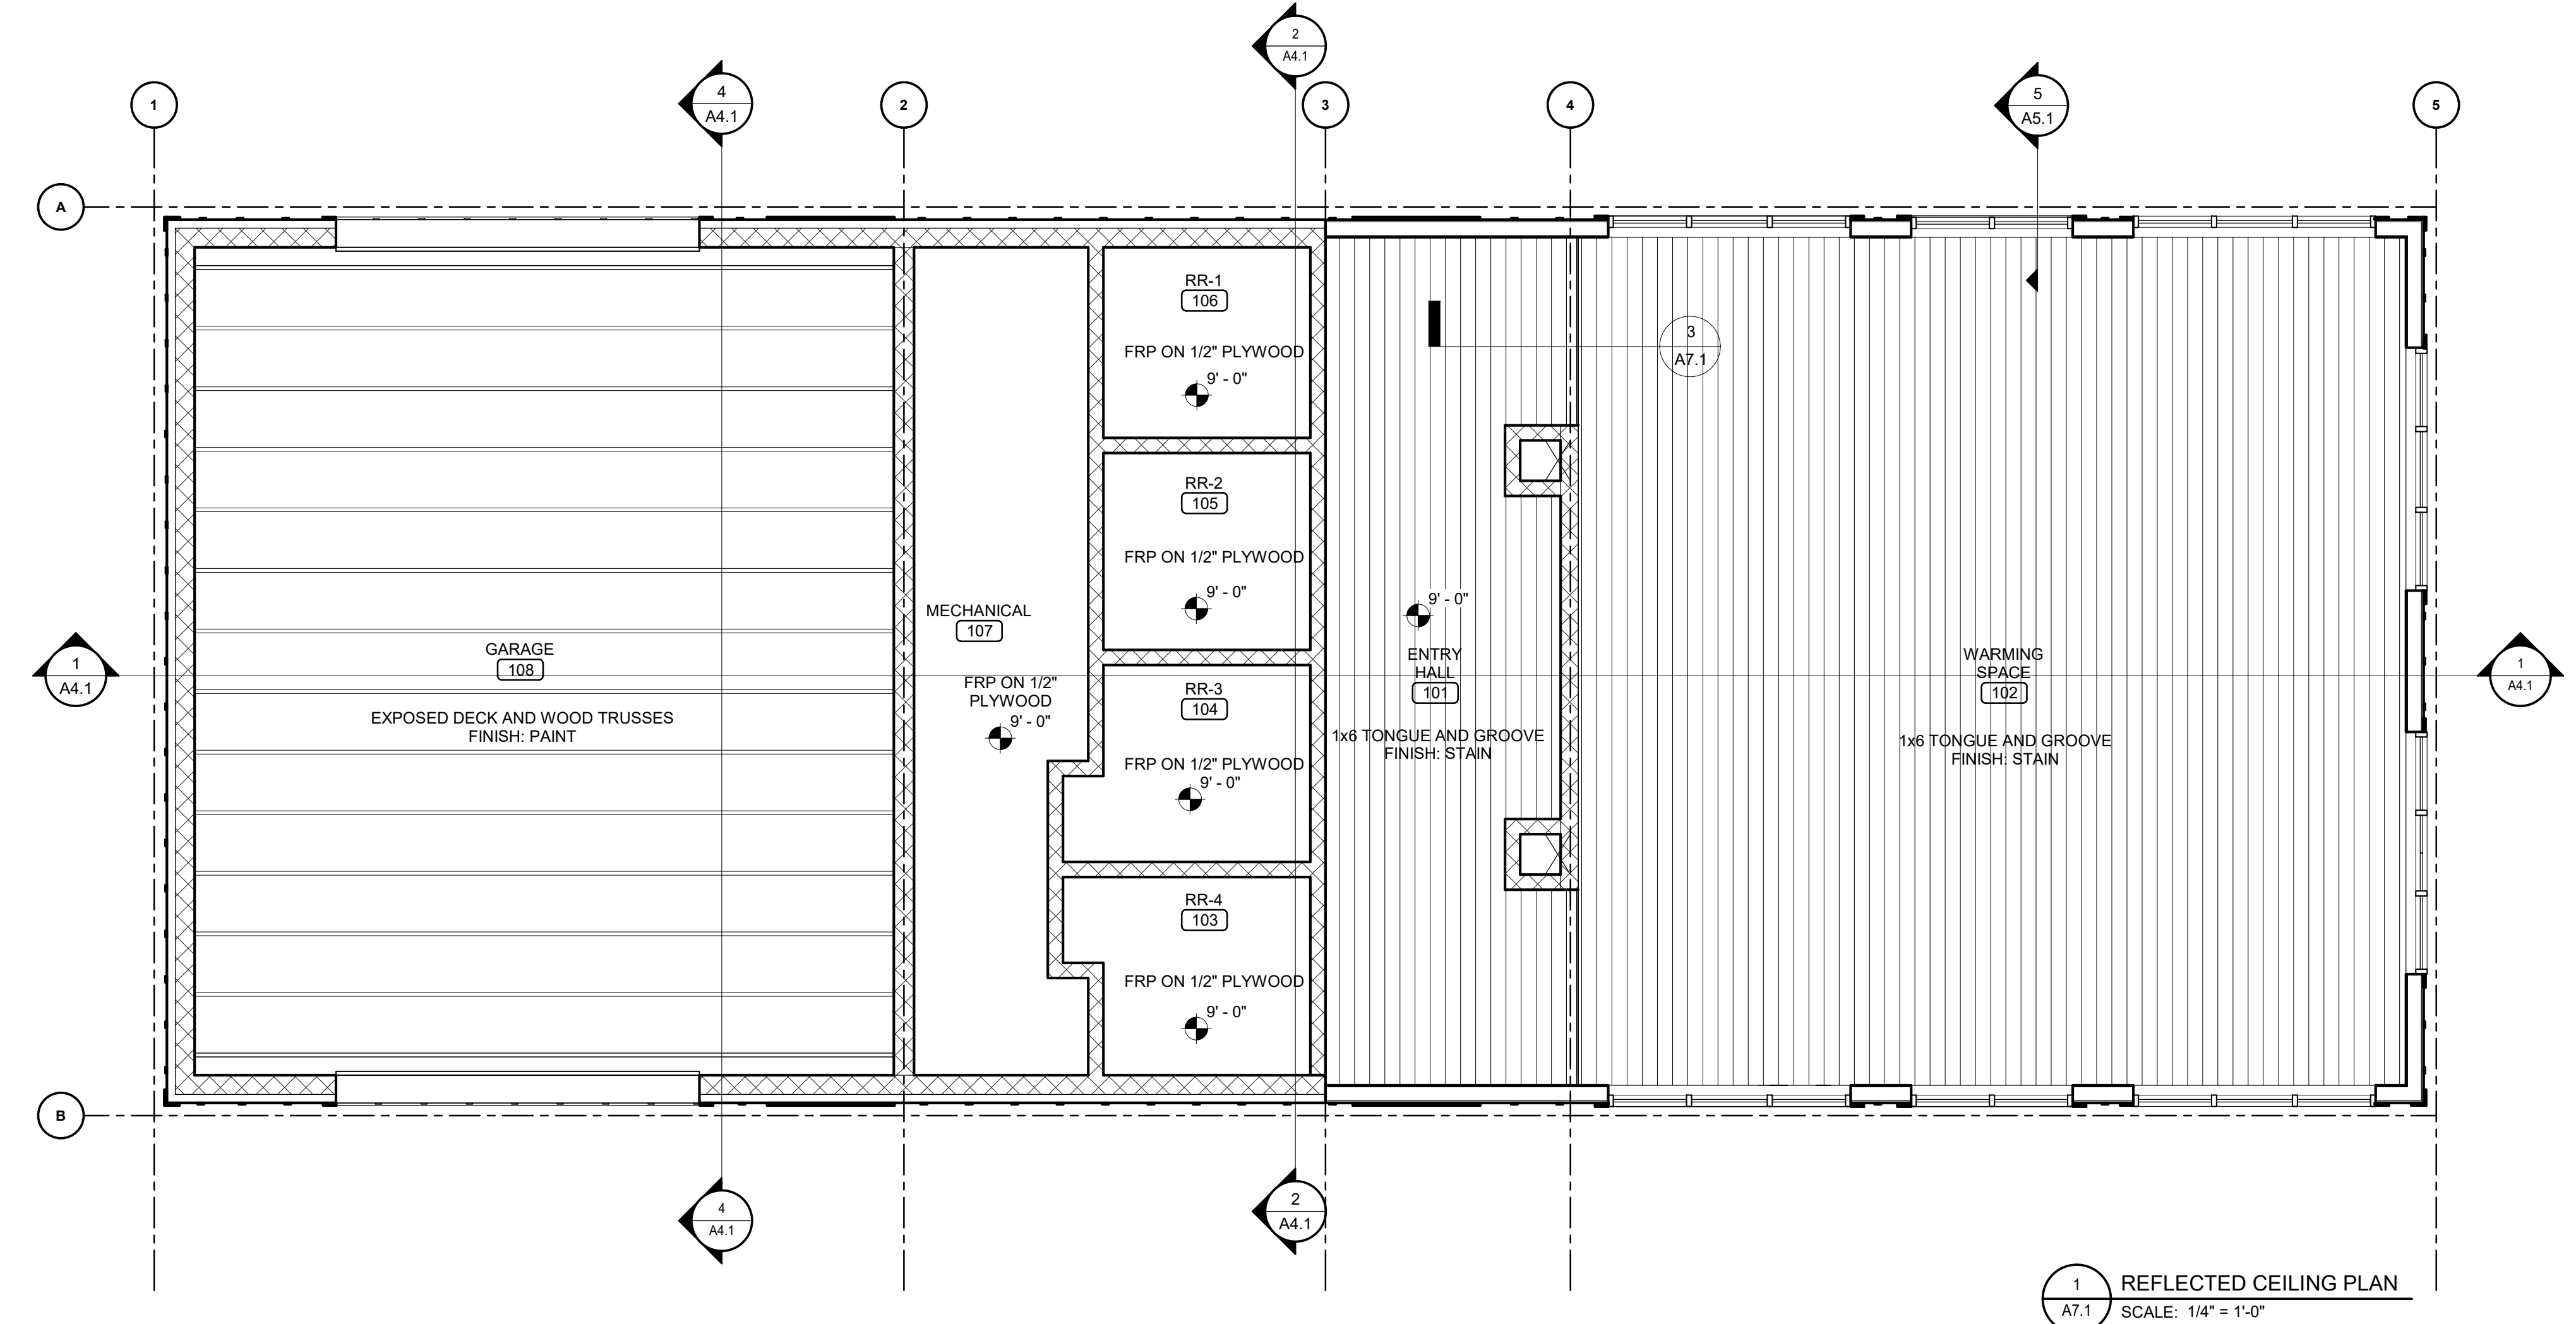 2
A4.1
4
A4.1
5
A5.1
1
2
3
4
5
A
RR-1
106
FRP ON 1/2" PLYWOOD
9' - 0"
3
A7.1
RR-2
105
FRP ON 1/2" PLYWOOD
9' - 0"
MECHANICAL
107
FRP ON 1/2"
PLYWOOD
9' - 0"
GARAGE
108
EXPOSED DECK AND WOOD TRUSSES
FINISH: PAINT
1
A4.1
RR-3
104
FRP ON 1/2" PLYWOOD
9' - 0"
9' - 0"
ENTRY
HALL
101
1x6 TONGUE AND GROOVE
FINISH: STAIN
WARMING
SPACE
102
1x6 TONGUE AND GROOVE
FINISH: STAIN
1
A4.1
RR-4
103
FRP ON 1/2" PLYWOOD
9' - 0"
B
4
A4.1
2
A4.1
1
A7.1
REFLECTED CEILING PLAN
SCALE: 1/4" = 1'-0"